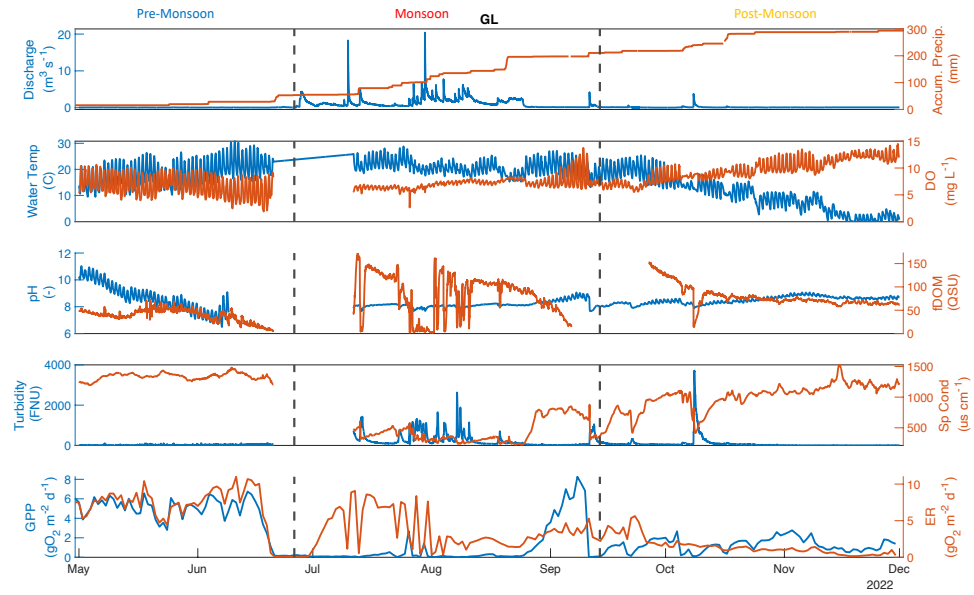 Pre-Monsoon Monsoon Post-Monsoon
GL
Discharge
(m³ s⁻¹)
20
10
0
300
200
100
0
Accum. Precip.
(mm)
Water Temp
(C)
30
20
10
0
15
10
5
0
DO
(mg L⁻¹)
pH
(-)
12
10
8
6
150
100
50
0
fDOM
(QSU)
Turbidity
(FNU)
4000
2000
0
1500
1000
500
Sp Cond
(us cm⁻¹)
GPP
(gO₂ m⁻² d⁻¹)
8
6
4
2
0
10
5
0
ER
(gO₂ m⁻² d⁻¹)
May Jun Jul Aug Sep Oct Nov Dec
2022